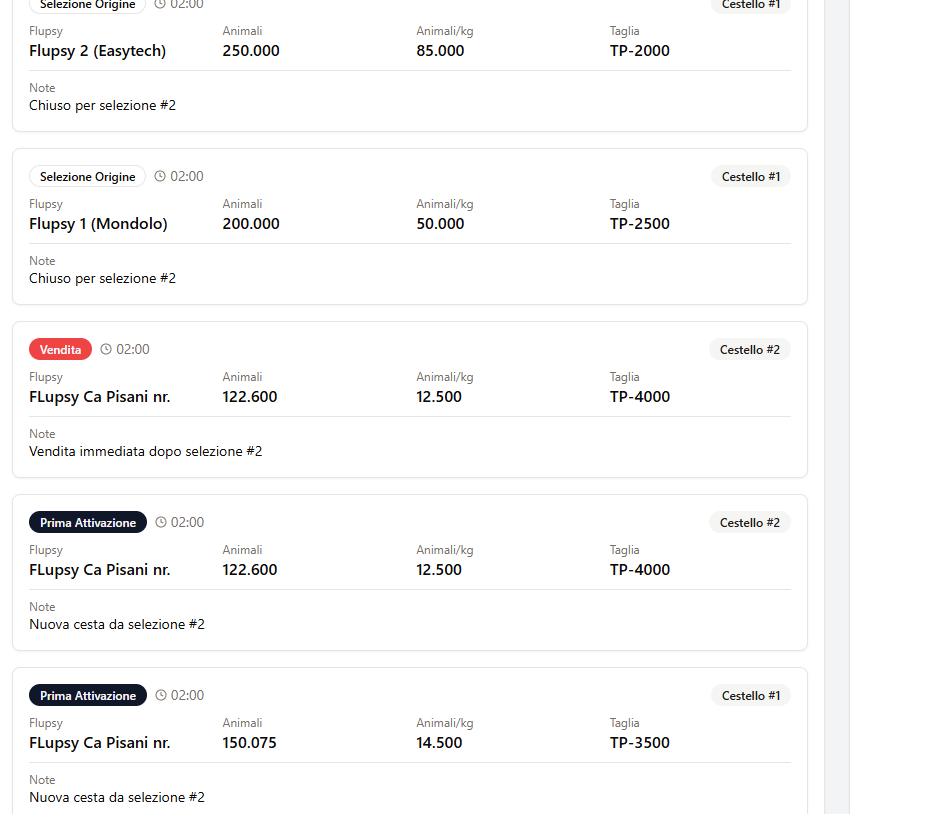 Selezione Origine 02:00 Cestello #1
Flupsy Animali Animali/kg Taglia
Flupsy 2 (Easytech) 250.000 85.000 TP-2000
Note
Chiuso per selezione #2
Selezione Origine 02:00 Cestello #1
Flupsy Animali Animali/kg Taglia
Flupsy 1 (Mondolo) 200.000 50.000 TP-2500
Note
Chiuso per selezione #2
Vendita 02:00 Cestello #2
Flupsy Animali Animali/kg Taglia
FLupsy Ca Pisani nr. 122.600 12.500 TP-4000
Note
Vendita immediata dopo selezione #2
Prima Attivazione 02:00 Cestello #2
Flupsy Animali Animali/kg Taglia
FLupsy Ca Pisani nr. 122.600 12.500 TP-4000
Note
Nuova cesta da selezione #2
Prima Attivazione 02:00 Cestello #1
Flupsy Animali Animali/kg Taglia
FLupsy Ca Pisani nr. 150.075 14.500 TP-3500
Note
Nuova cesta da selezione #2